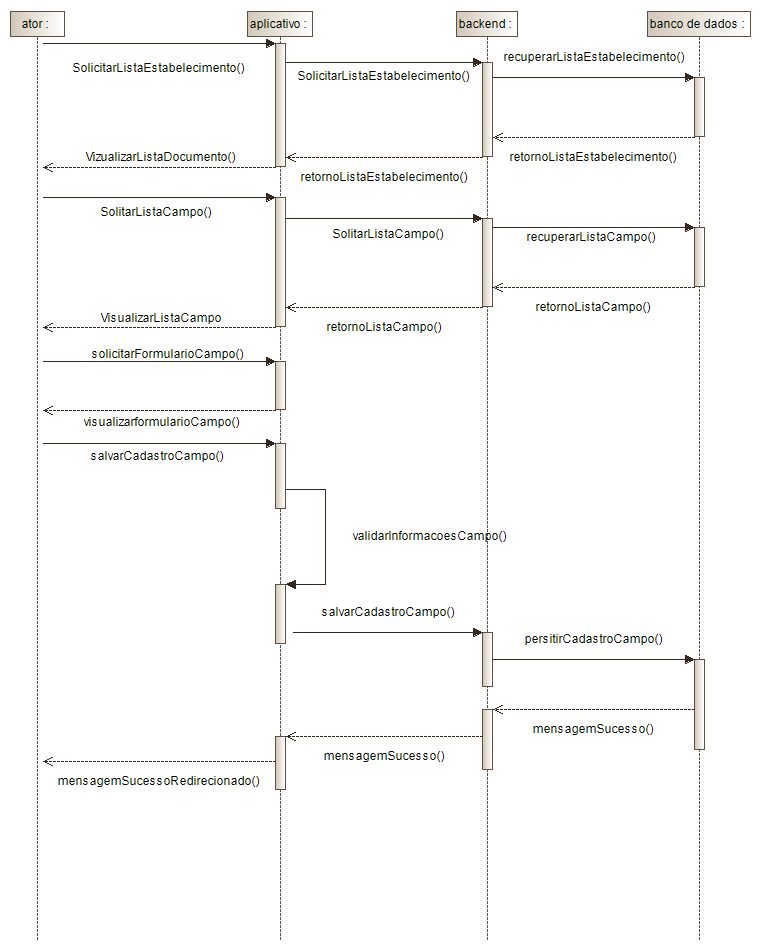 ator :
aplicativo :
backend :
banco de dados :
SolicitarListaEstabelecimento()
SolicitarListaEstabelecimento()
recuperarListaEstabelecimento()
VizualizarListaDocumento()
retornoListaEstabelecimento()
retornoListaEstabelecimento()
SolitarListaCampo()
SolitarListaCampo()
recuperarListaCampo()
VisualizarListaCampo
retornoListaCampo()
retornoListaCampo()
solicitarFormularioCampo()
visualizarformularioCampo()
salvarCadastroCampo()
validarInformacoesCampo()
salvarCadastroCampo()
persitirCadastroCampo()
mensagemSucesso()
mensagemSucesso()
mensagemSucessoRedirecionado()